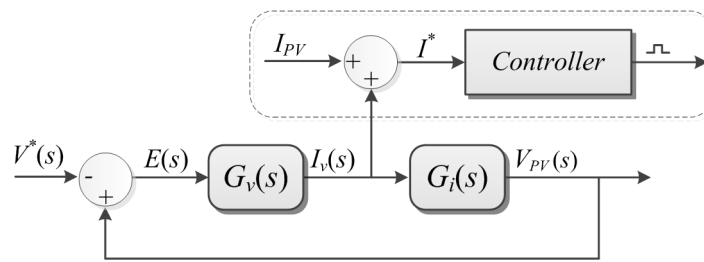 I_PV + + I* Controller
V*(s) - + E(s) G_v(s) I_v(s) G_i(s) V_PV(s)